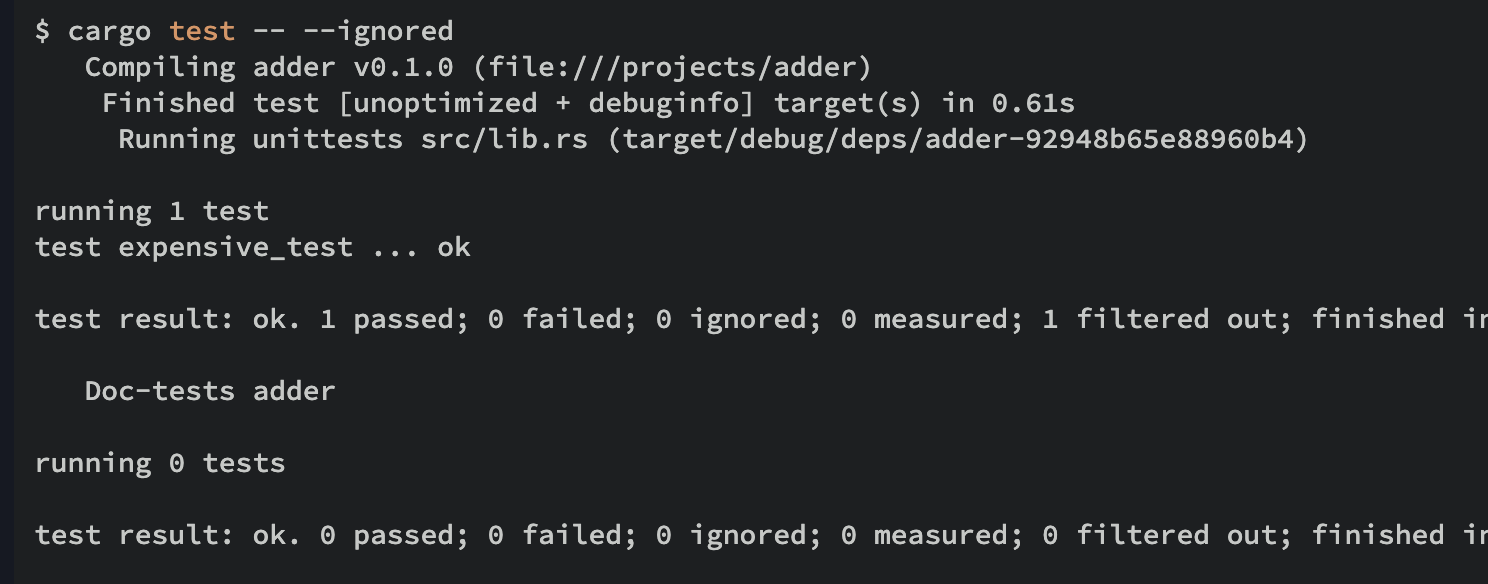 $ cargo test -- --ignored
   Compiling adder v0.1.0 (file:///projects/adder)
    Finished test [unoptimized + debuginfo] target(s) in 0.61s
     Running unittests src/lib.rs (target/debug/deps/adder-92948b65e88960b4)
running 1 test
test expensive_test ... ok
test result: ok. 1 passed; 0 failed; 0 ignored; 0 measured; 1 filtered out; finished
   Doc-tests adder
running 0 tests
test result: ok. 0 passed; 0 failed; 0 ignored; 0 measured; 0 filtered out; finished